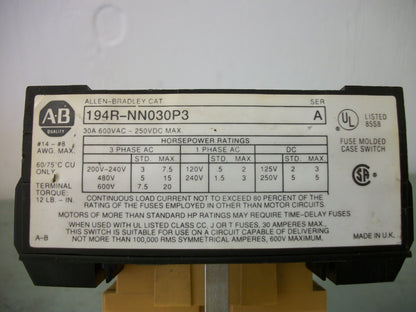 ALLEN-BRADLEY CAT. SER
A-B QUALITY
194R-NN030P3 A
30A 600VAC - 250VDC MAX
UL LISTED 85S8
#14 - #8 AWG. MAX.
60/75°C CU ONLY
TERMINAL TORQUE: 12 LB. - IN.
HORSEPOWER RATINGS
3 PHASE AC 1 PHASE AC DC
STD. MAX STD. MAX STD. MAX
200V-240V 3 7.5 120V .5 2 125V 2 3
480V 5 15 240V 1.5 3 250V 5 5
600V 7.5 20
FUSE MOLDED CASE SWITCH
SA
CONTINUOUS LOAD CURRENT NOT TO EXCEED 80 PERCENT OF THE
RATING OF THE FUSES EMPLOYED IN OTHER THAN MOTOR CIRCUITS.
MOTORS OF MORE THAN STANDARD HP RATINGS MAY REQUIRE TIME-DELAY FUSES
WHEN USED WITH UL LISTED CLASS CC, J OR T FUSES, 30 AMPERES MAX.
THIS SWITCH IS SUITABLE FOR USE ON A CIRCUIT CAPABLE OF DELIVERING
NOT MORE THAN 100,000 RMS SYMMETRICAL AMPERES, 600V MAXIMUM.
A-B MADE IN U.K.